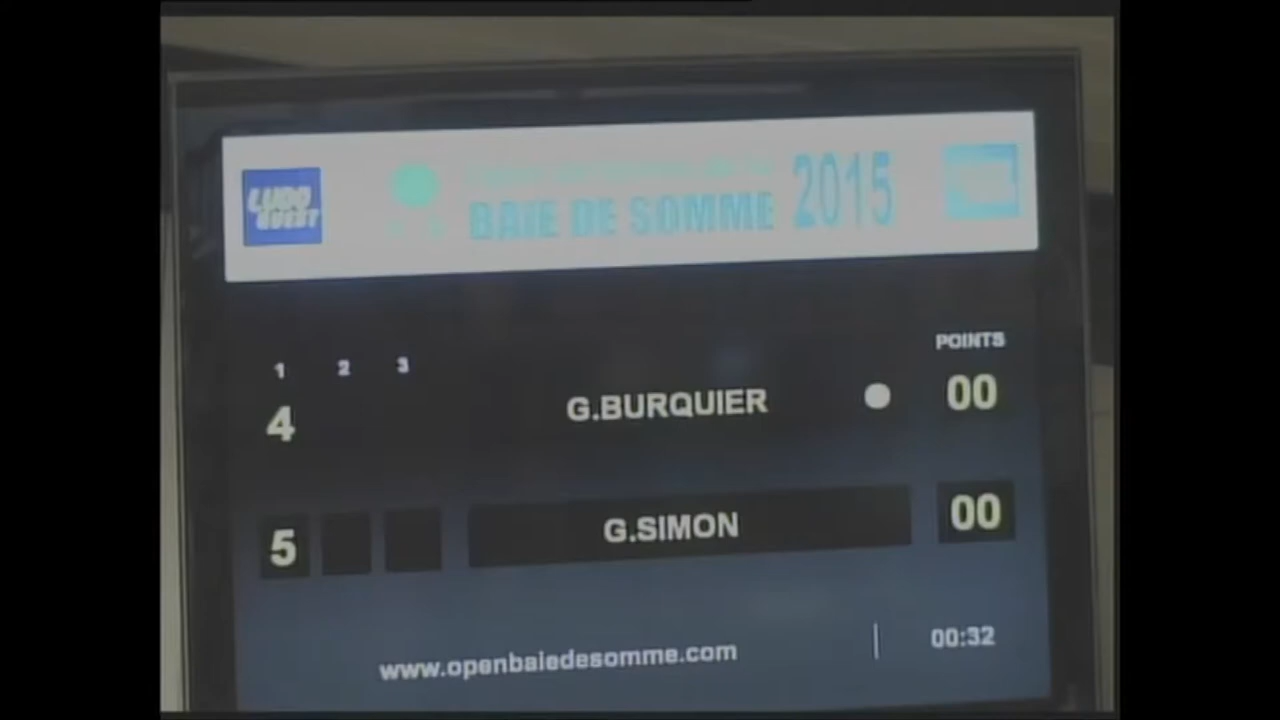 LUDO
QUEST
BAIE DE SOMME 2015
POINTS
1 2 3
4 G.BURQUIER 00
5 G.SIMON 00
www.openbaiedesomme.com | 00:32